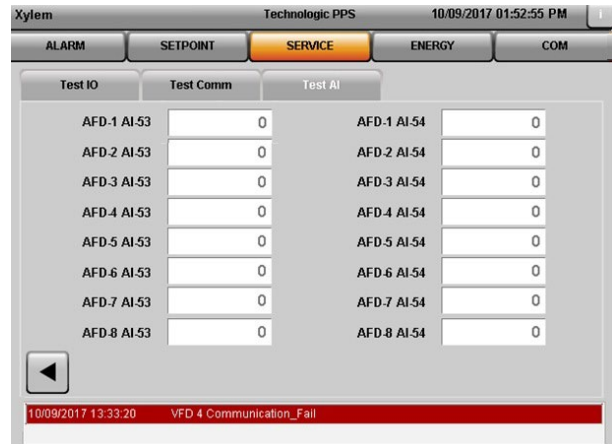 Xylem Technologic PPS 10/09/2017 01:52:55 PM i
ALARM SETPOINT SERVICE ENERGY COM
Test IO Test Comm Test AI
AFD-1 AI-53 0 AFD-1 AI-54 0
AFD-2 AI-53 0 AFD-2 AI-54 0
AFD-3 AI-53 0 AFD-3 AI-54 0
AFD-4 AI-53 0 AFD-4 AI-54 0
AFD-5 AI-53 0 AFD-5 AI-54 0
AFD-6 AI-53 0 AFD-6 AI-54 0
AFD-7 AI-53 0 AFD-7 AI-54 0
AFD-8 AI-53 0 AFD-8 AI-54 0
10/09/2017 13:33:20 VFD 4 Communication_Fail